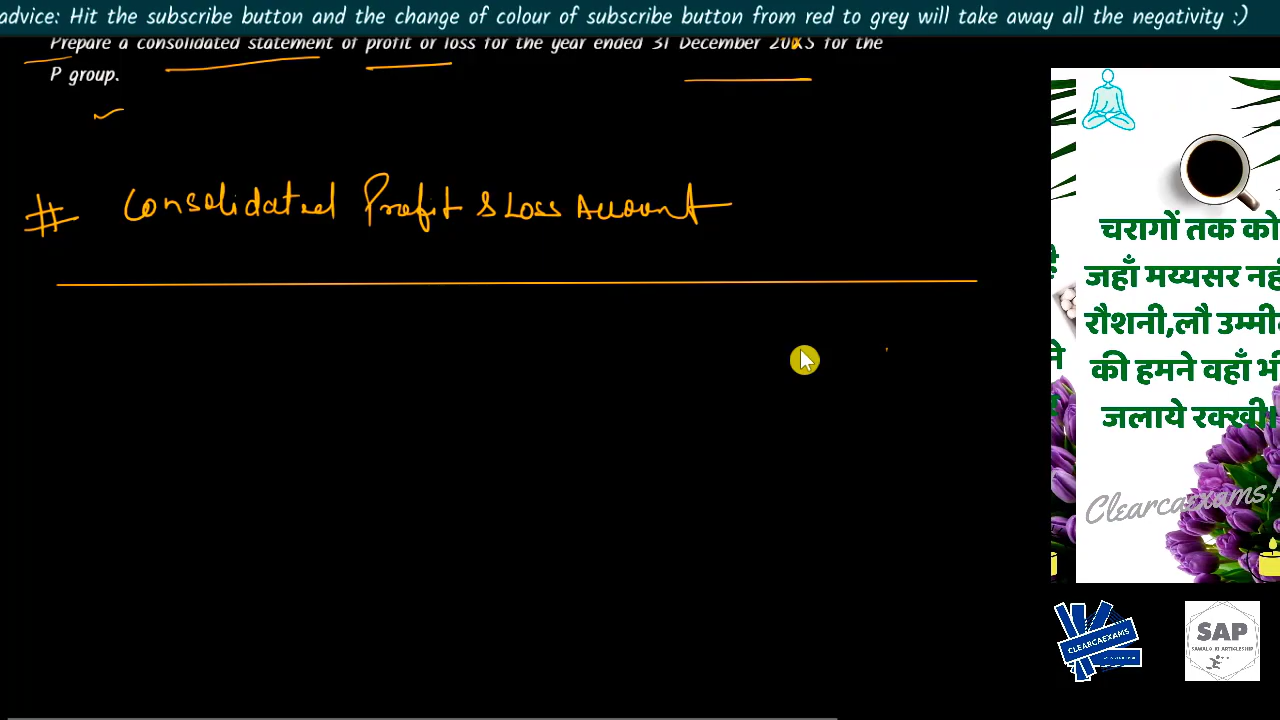 advice: Hit the subscribe button and the change of colour of subscribe button from red to grey will take away all the negativity :)
Prepare a consolidated statement of profit or loss for the year ended 31 December 20X5 for the
P group.
# Consolidated Profit & Loss Account
चरागों तक को
जहाँ मय्यसर नहीं
रौशनी,लौ उम्मी
की हमने वहाँ भी
जलाये रक्खी।
Clearcaexams!
CLEARCAEXAMS
SAP
SAMALO KI ARTICLESHIP